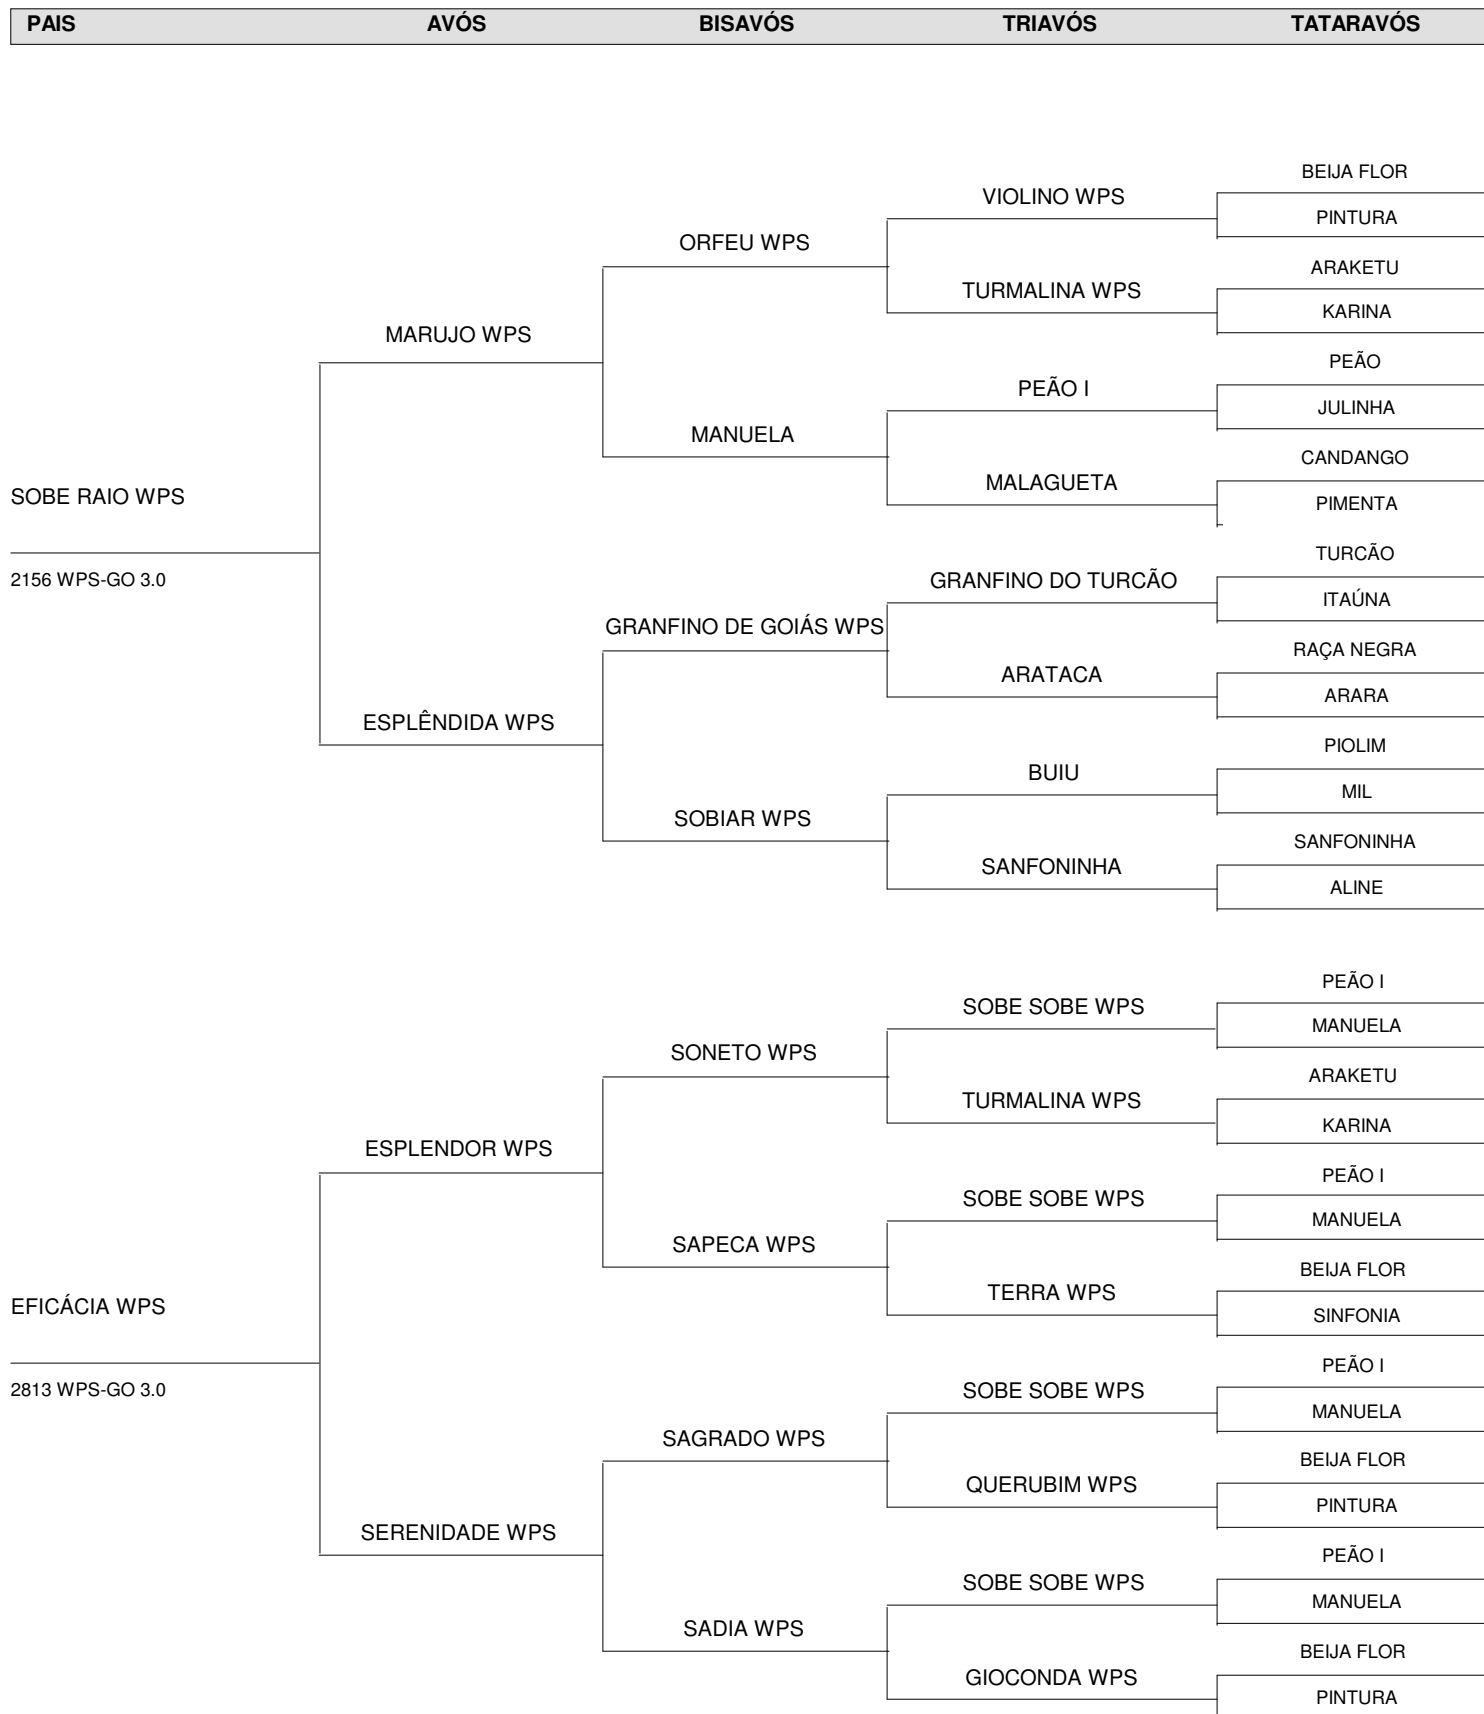 PAIS AVÓS BISAVÓS TRIAVÓS TATARAVÓS
BEIJA FLOR
VIOLINO WPS
PINTURA
ORFEU WPS
ARAKETU
TURMALINA WPS
KARINA
MARUJO WPS
PEÃO
PEÃO I
JULINHA
MANUELA
CANDANGO
MALAGUETA
SOBE RAIO WPS
PIMENTA
TURCÃO
2156 WPS-GO 3.0
GRANFINO DO TURCÃO
ITAÚNA
GRANFINO DE GOIÁS WPS
RAÇA NEGRA
ARATACA
ARARA
ESPLÊNDIDA WPS
PIOLIM
BUIU
MIL
SOBIAR WPS
SANFONINHA
SANFONINHA
ALINE
PEÃO I
SOBE SOBE WPS
MANUELA
SONETO WPS
ARAKETU
TURMALINA WPS
KARINA
ESPLENDOR WPS
PEÃO I
SOBE SOBE WPS
MANUELA
SAPECA WPS
BEIJA FLOR
TERRA WPS
EFICÁCIA WPS
SINFONIA
PEÃO I
2813 WPS-GO 3.0
SOBE SOBE WPS
MANUELA
SAGRADO WPS
BEIJA FLOR
QUERUBIM WPS
PINTURA
SERENIDADE WPS
PEÃO I
SOBE SOBE WPS
MANUELA
SADIA WPS
BEIJA FLOR
GIOCONDA WPS
PINTURA